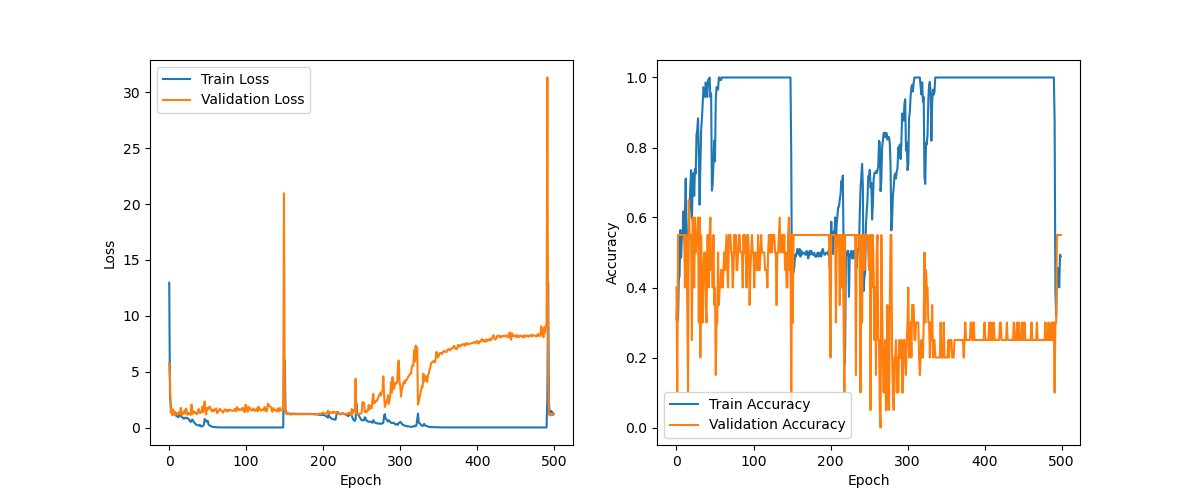 Train Loss
Validation Loss
Loss
30
25
20
15
10
5
0
0 100 200 300 400 500
Epoch
Train Accuracy
Validation Accuracy
Accuracy
1.0
0.8
0.6
0.4
0.2
0.0
0 100 200 300 400 500
Epoch